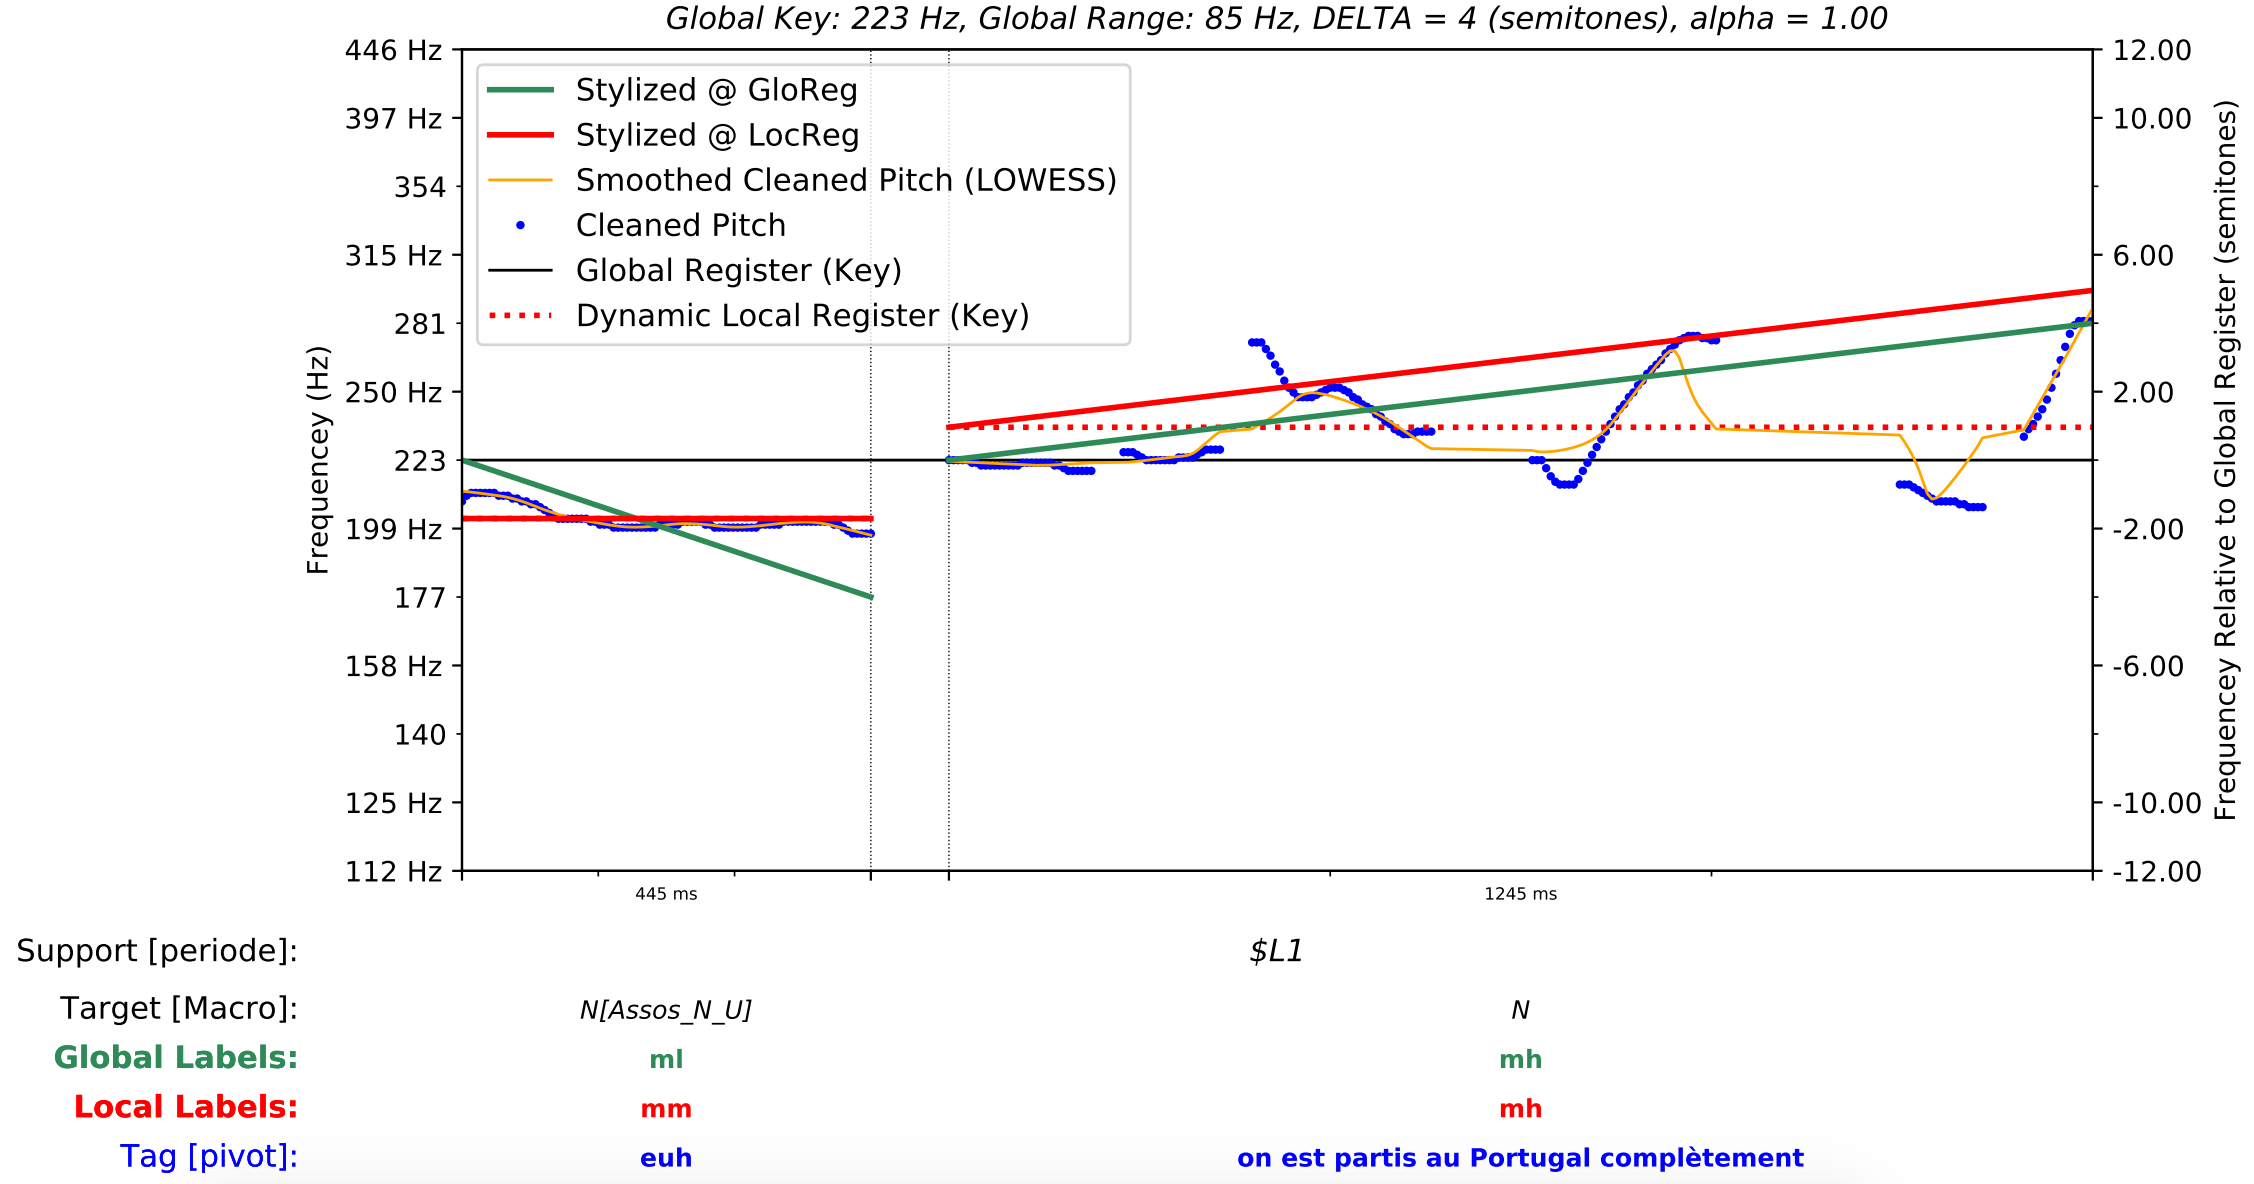 Global Key: 223 Hz, Global Range: 85 Hz, DELTA = 4 (semitones), alpha = 1.00
446 Hz
397 Hz
354
315 Hz
281
250 Hz
223
199 Hz
177
158 Hz
140
125 Hz
112 Hz
Frequencey (Hz)
Stylized @ GloReg
Stylized @ LocReg
Smoothed Cleaned Pitch (LOWESS)
Cleaned Pitch
Global Register (Key)
Dynamic Local Register (Key)
12.00
10.00
6.00
2.00
-2.00
-6.00
-10.00
-12.00
Frequencey Relative to Global Register (semitones)
445 ms 1245 ms
Support [periode]: $L1
Target [Macro]: N[Assos_N_U] N
Global Labels: ml mh
Local Labels: mm mh
Tag [pivot]: euh on est partis au Portugal complètement